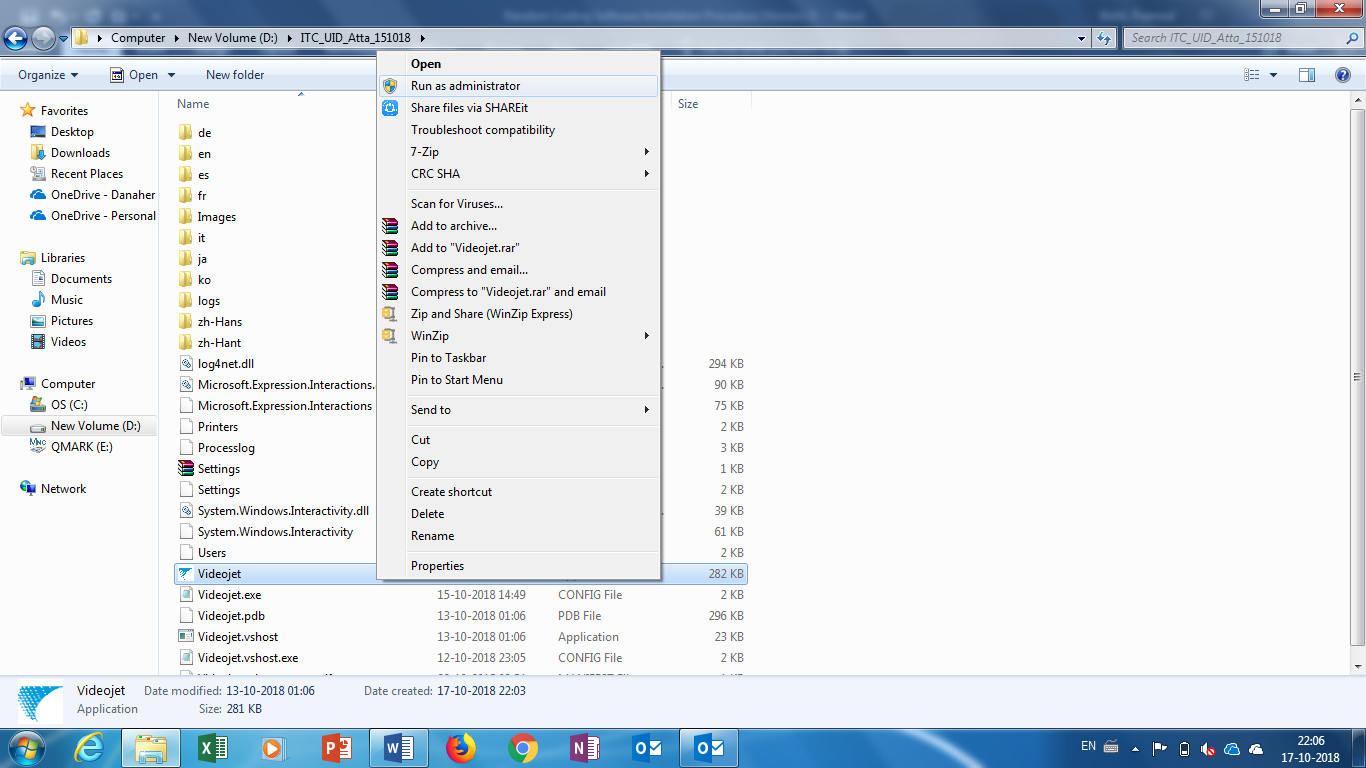 Computer New Volume (D:) ITC_UID_Atta_151018
Search ITC_UID_Atta_151018
Organize Open New folder
Name Size
Favorites
Desktop
Downloads
Recent Places
OneDrive - Danaher
OneDrive - Personal
Libraries
Documents
Music
Pictures
Videos
Computer
OS (C:)
New Volume (D:)
QMARK (E:)
Network
de
en
es
fr
Images
it
ja
ko
logs
zh-Hans
zh-Hant
log4net.dll 294 KB
Microsoft.Expression.Interactions. 90 KB
Microsoft.Expression.Interactions 75 KB
Printers 2 KB
Processlog 3 KB
Settings 1 KB
Settings 2 KB
System.Windows.Interactivity.dll 39 KB
System.Windows.Interactivity 61 KB
Users 2 KB
Videojet 282 KB
Videojet.exe 15-10-2018 14:49 CONFIG File 2 KB
Videojet.pdb 13-10-2018 01:06 PDB File 296 KB
Videojet.vshost 13-10-2018 01:06 Application 23 KB
Videojet.vshost.exe 12-10-2018 23:05 CONFIG File 2 KB
Open
Run as administrator
Share files via SHAREit
Troubleshoot compatibility
7-Zip
CRC SHA
Scan for Viruses...
Add to archive...
Add to "Videojet.rar"
Compress and email...
Compress to "Videojet.rar" and email
Zip and Share (WinZip Express)
WinZip
Pin to Taskbar
Pin to Start Menu
Send to
Cut
Copy
Create shortcut
Delete
Rename
Properties
Videojet Date modified: 13-10-2018 01:06 Date created: 17-10-2018 22:03
Application Size: 281 KB
EN
22:06
17-10-2018